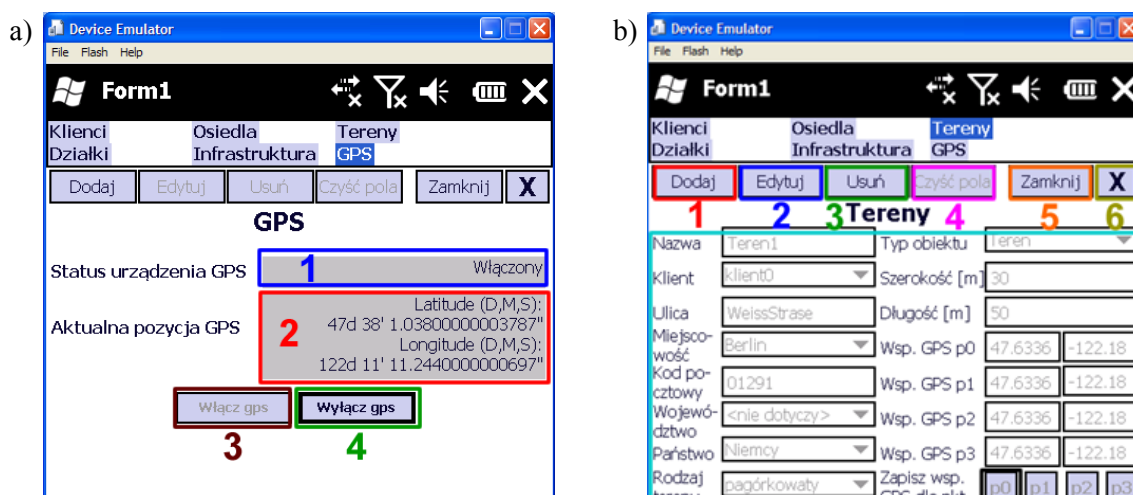 a)
Device Emulator
File Flash Help
Form1
Klienci Osiedla Tereny
Działki Infrastruktura GPS
Dodaj Edytuj Usuń Czyść pola Zamknij X
GPS
Status urządzenia GPS 1 Włączony
Aktualna pozycja GPS 2
Latitude (D,M,S):
47d 38' 1.03800000003787"
Longitude (D,M,S):
122d 11' 11.2440000000697"
Włącz gps Wyłącz gps
3 4
b)
Device Emulator
File Flash Help
Form1
Klienci Osiedla Tereny
Działki Infrastruktura GPS
Dodaj Edytuj Usuń Czyść pola Zamknij X
1 2 3 4 5 6
Tereny
Nazwa Teren1 Typ obiektu Teren
Klient klient0 Szerokość [m] 30
Ulica WeissStrase Długość [m] 50
Miejsco-
wość Berlin Wsp. GPS p0 47.6336 -122.18
Kod po-
cztowy 01291 Wsp. GPS p1 47.6336 -122.18
Wojewó-
dztwo <nie dotyczy> Wsp. GPS p2 47.6336 -122.18
Państwo Niemcy Wsp. GPS p3 47.6336 -122.18
Rodzaj pagórkowaty Zapisz wsp. p0 p1 p2 p3